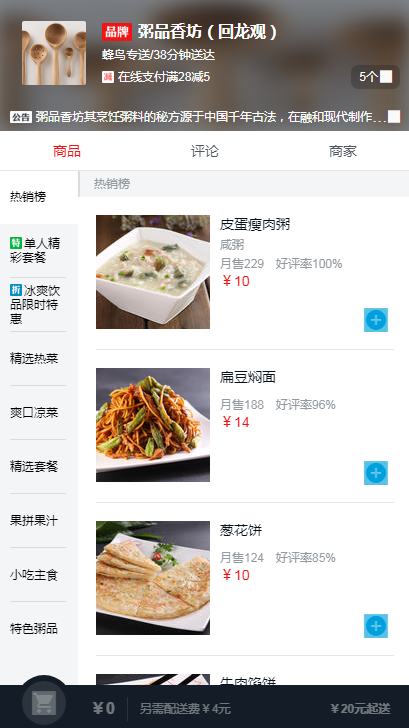 品牌 粥品香坊（回龙观）
蜂鸟专送/38分钟送达
减 在线支付满28减5
5个
公告 粥品香坊其烹饪粥料的秘方源于中国千年古法，在融和现代制作...
商品 评论 商家
热销榜
特 单人精
彩套餐
折 冰爽饮
品限时特
惠
精选热菜
爽口凉菜
精选套餐
果拼果汁
小吃主食
特色粥品
热销榜
皮蛋瘦肉粥
咸粥
月售229 好评率100%
￥10
扁豆焖面
月售188 好评率96%
￥14
葱花饼
月售124 好评率85%
￥10
牛肉馅饼
￥0 另需配送费￥4元 ￥20元起送